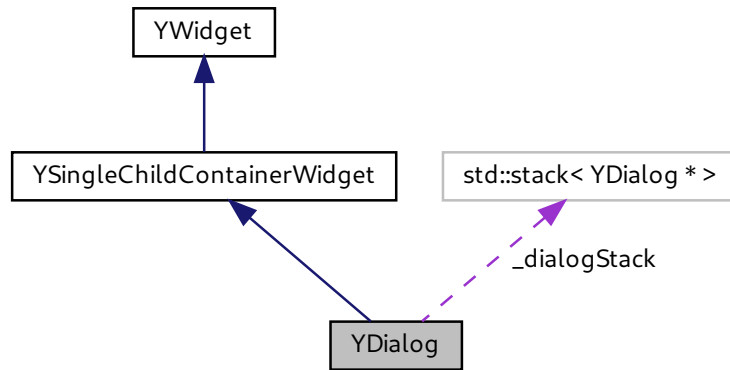 YWidget
YSingleChildContainerWidget
std::stack< YDialog * >
_dialogStack
YDialog